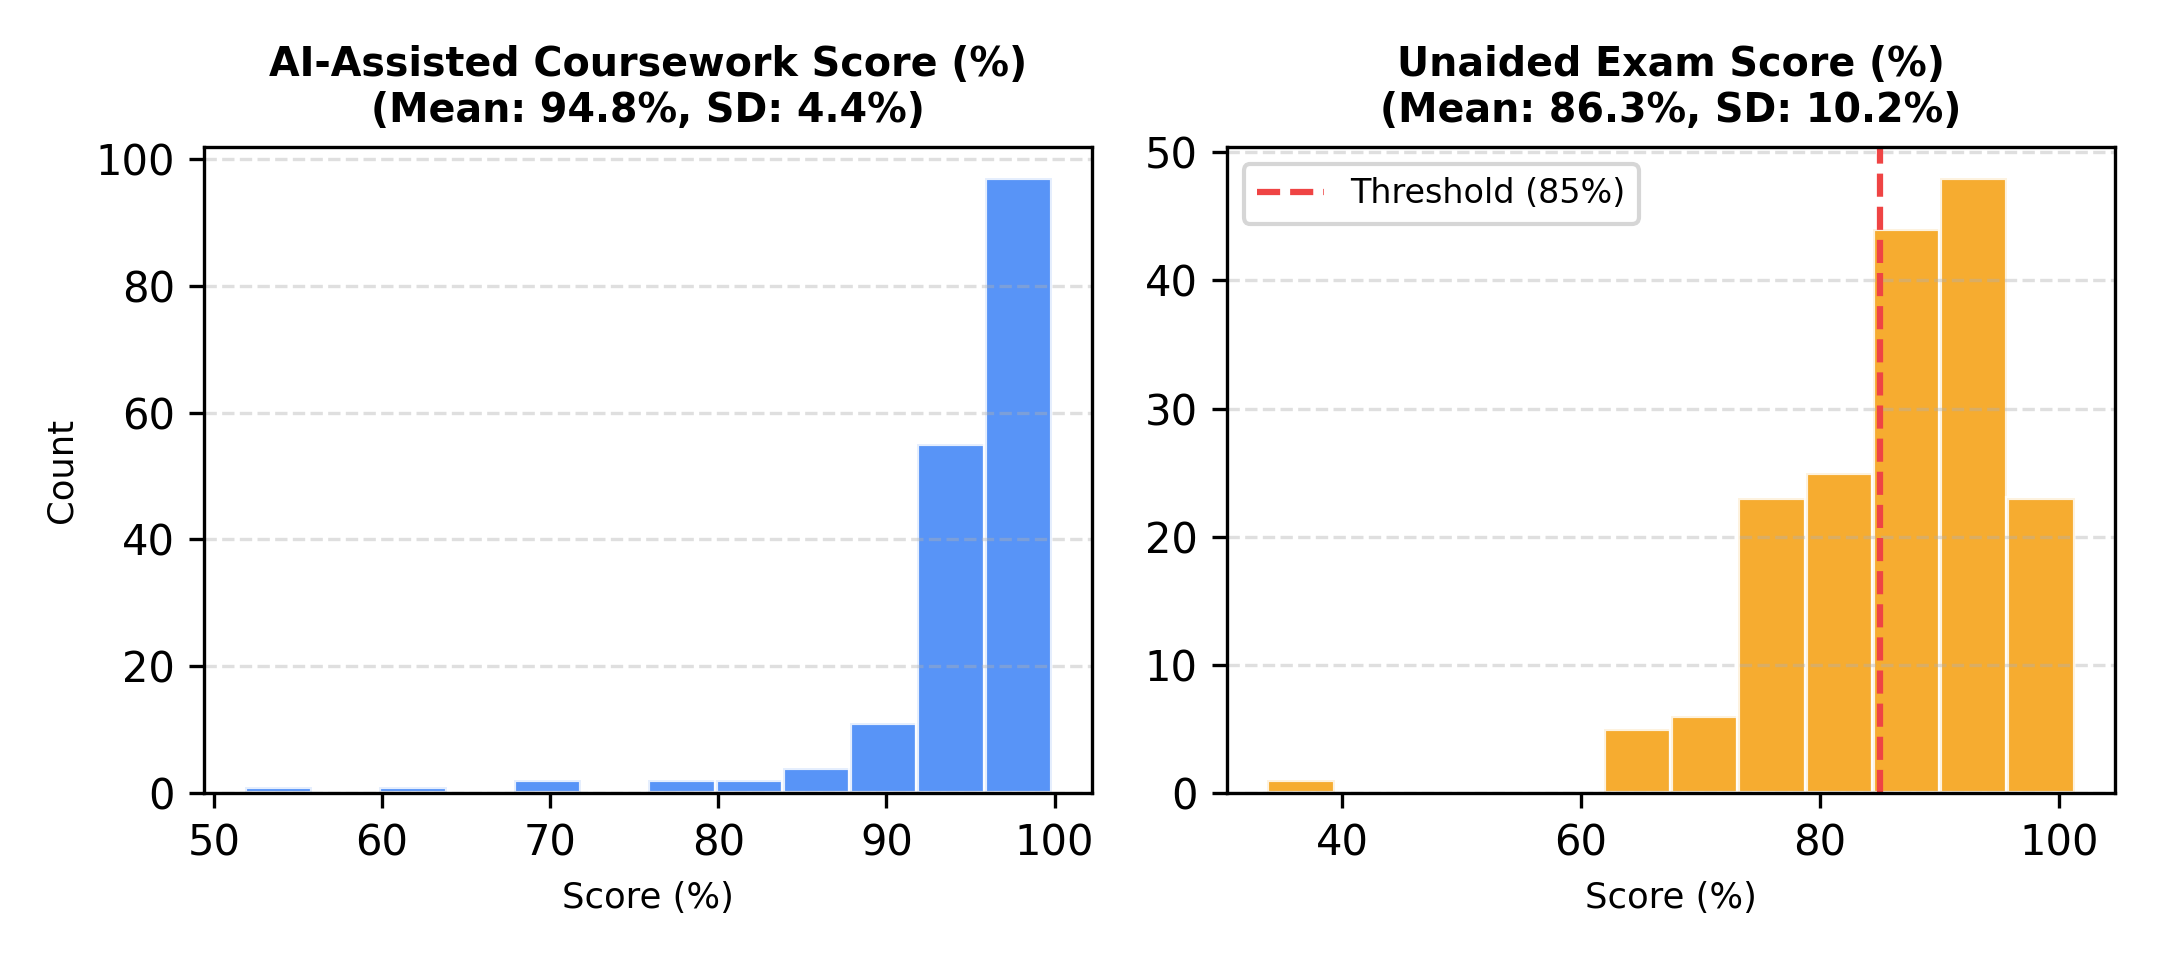 AI-Assisted Coursework Score (%)
(Mean: 94.8%, SD: 4.4%)
100
80
60
40
20
0
Count
50 60 70 80 90 100
Score (%)
Unaided Exam Score (%)
(Mean: 86.3%, SD: 10.2%)
Threshold (85%)
50
40
30
20
10
0
40 60 80 100
Score (%)